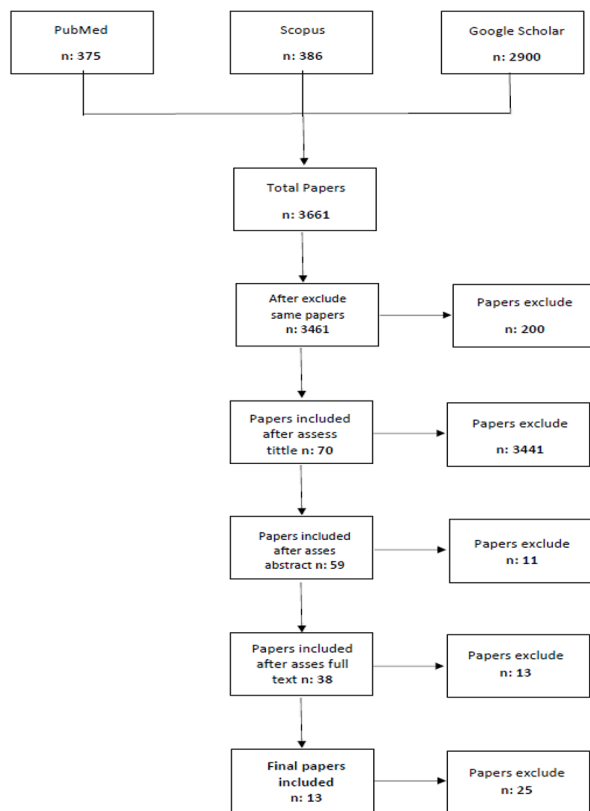 PubMed
n: 375
Scopus
n: 386
Google Scholar
n: 2900
Total Papers
n: 3661
After exclude
same papers
n: 3461
Papers exclude
n: 200
Papers included
after assess
tittle n: 70
Papers exclude
n: 3441
Papers included
after asses
abstract n: 59
Papers exclude
n: 11
Papers included
after asses full
text n: 38
Papers exclude
n: 13
Final papers
included
n: 13
Papers exclude
n: 25